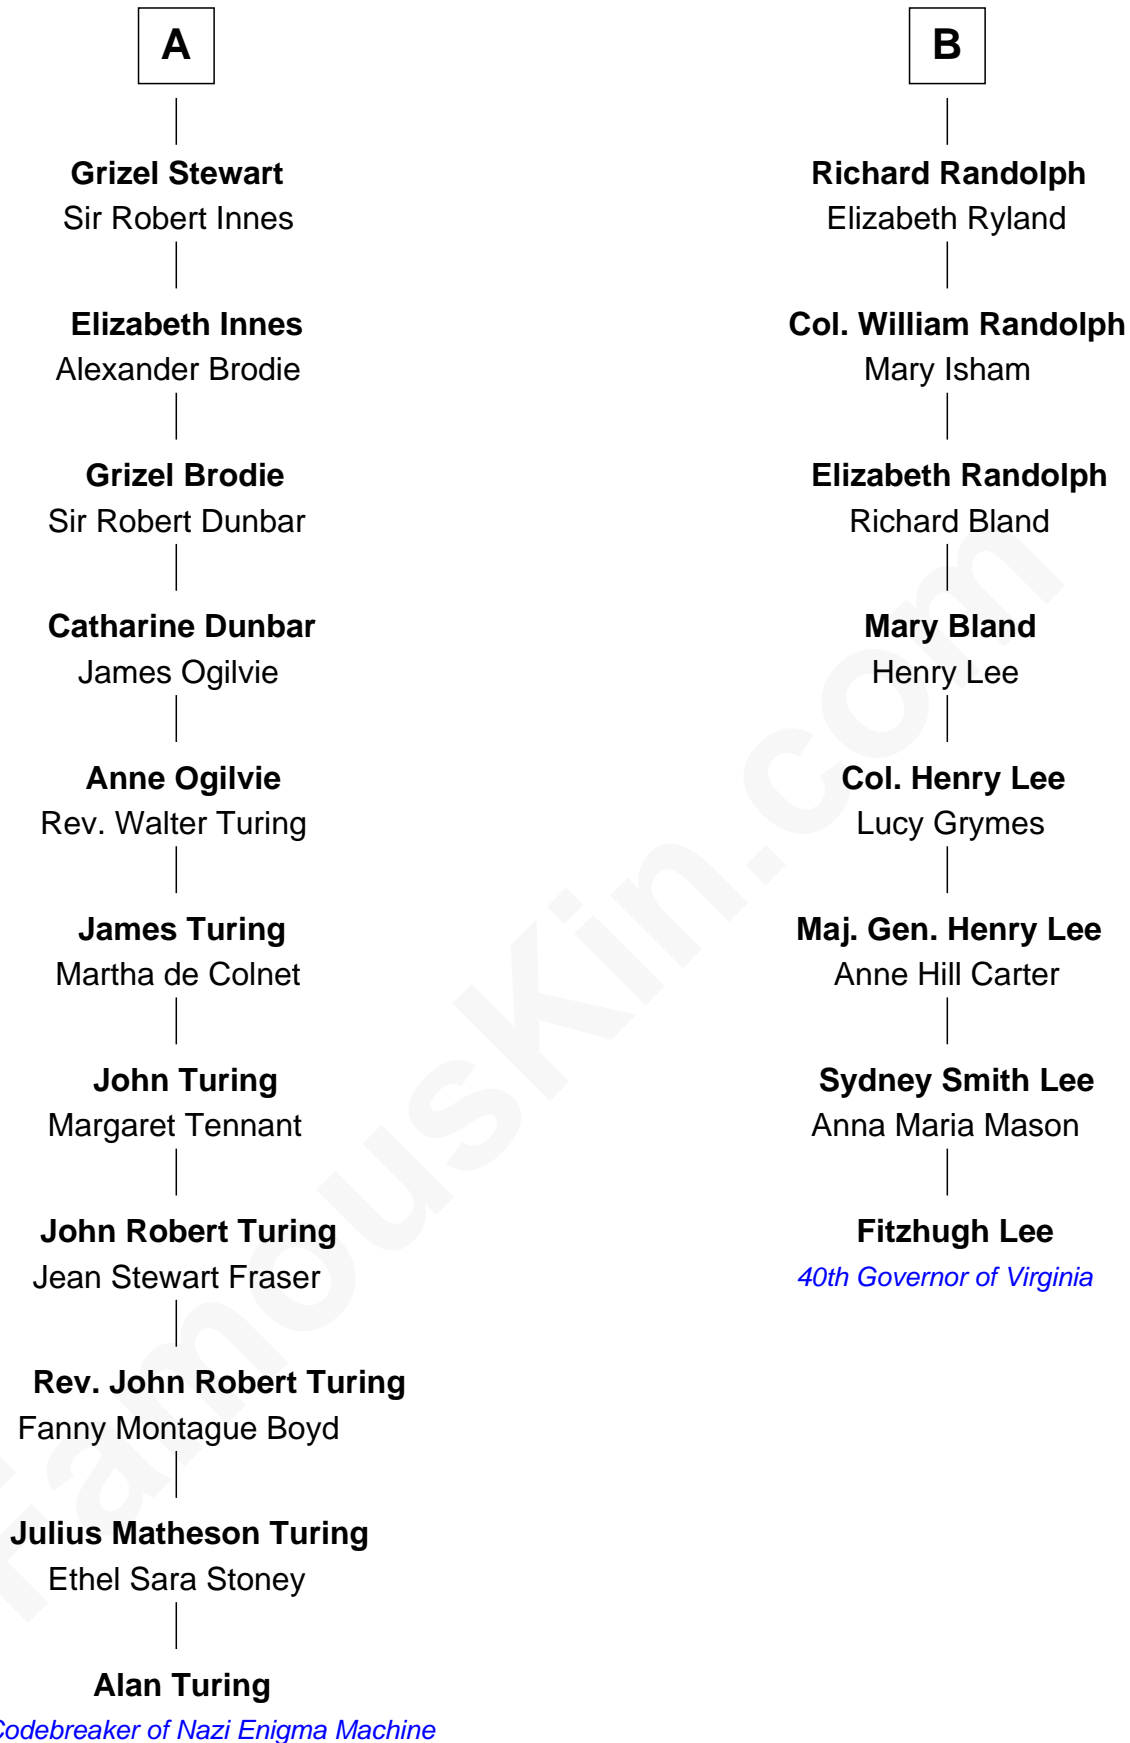 A
Grizel Stewart
Sir Robert Innes
Elizabeth Innes
Alexander Brodie
Grizel Brodie
Sir Robert Dunbar
Catharine Dunbar
James Ogilvie
Anne Ogilvie
Rev. Walter Turing
James Turing
Martha de Colnet
John Turing
Margaret Tennant
John Robert Turing
Jean Stewart Fraser
Rev. John Robert Turing
Fanny Montague Boyd
Julius Matheson Turing
Ethel Sara Stoney
Alan Turing
Codebreaker of Nazi Enigma Machine
B
Richard Randolph
Elizabeth Ryland
Col. William Randolph
Mary Isham
Elizabeth Randolph
Richard Bland
Mary Bland
Henry Lee
Col. Henry Lee
Lucy Grymes
Maj. Gen. Henry Lee
Anne Hill Carter
Sydney Smith Lee
Anna Maria Mason
Fitzhugh Lee
40th Governor of Virginia
FamousKin.com